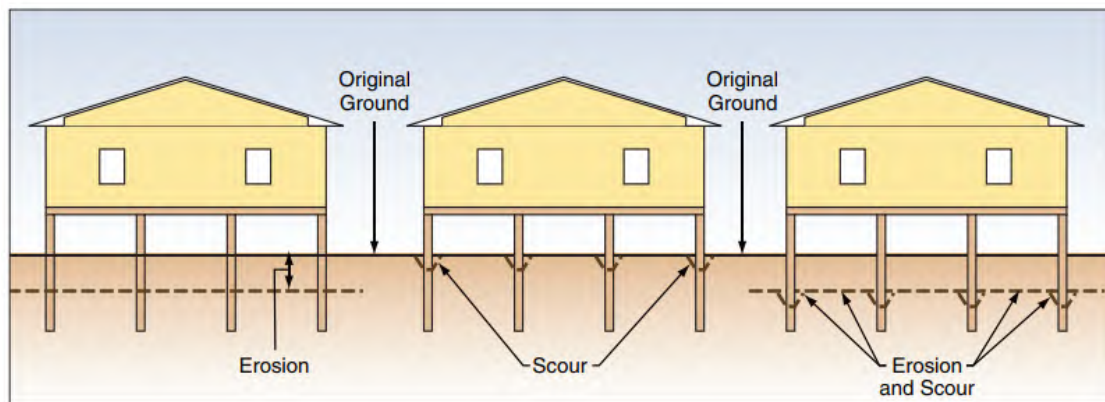 Original
Ground
Original
Ground
Erosion
Scour
Erosion
and Scour